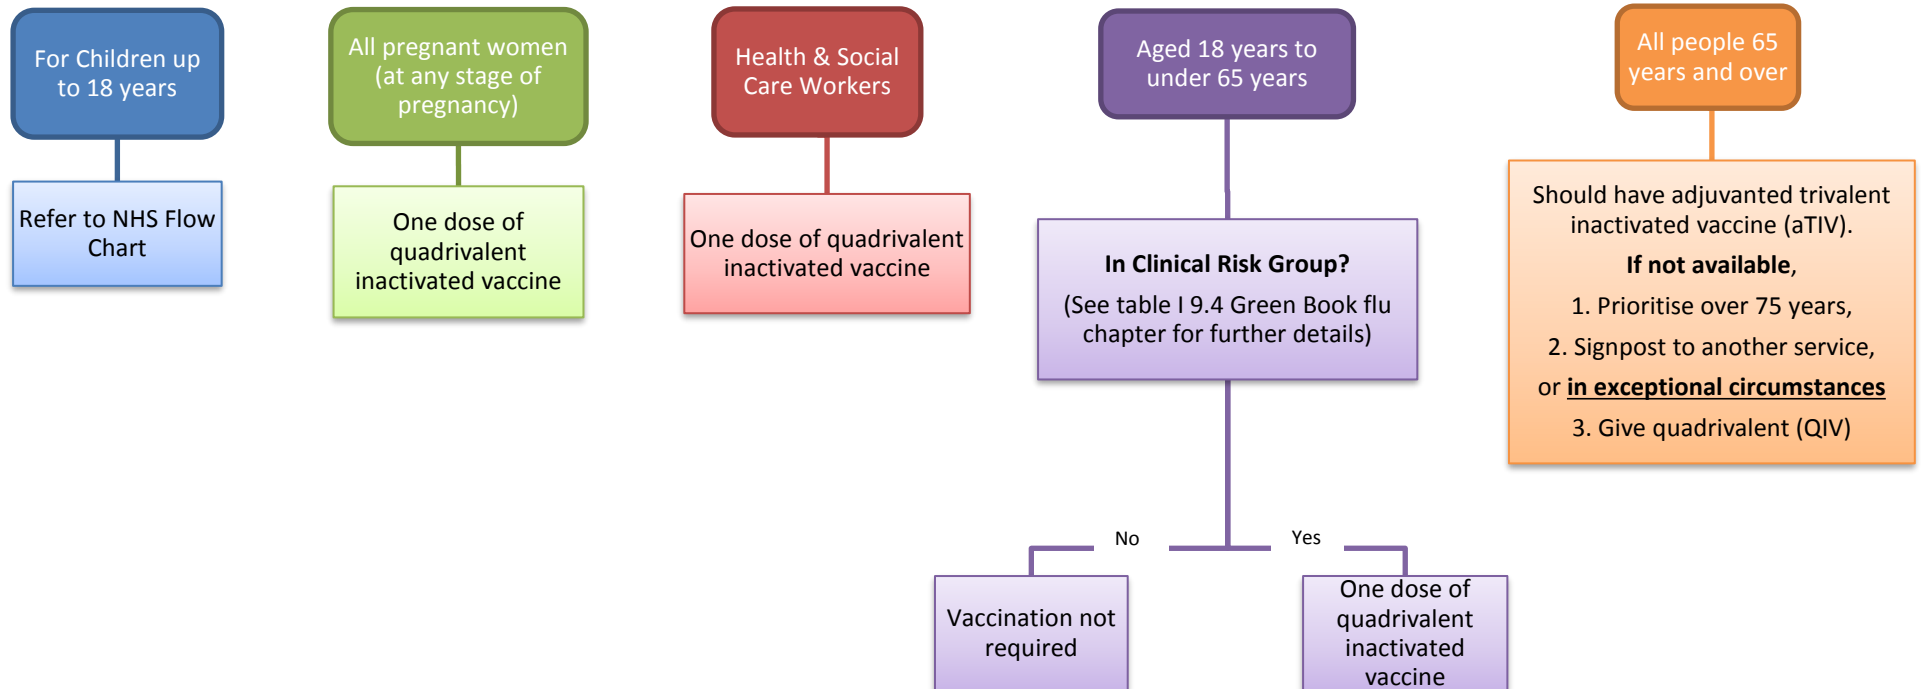 For Children up
to 18 years
Refer to NHS Flow
Chart
All pregnant women
(at any stage of
pregnancy)
One dose of
quadrivalent
inactivated vaccine
Health & Social
Care Workers
One dose of quadrivalent
inactivated vaccine
Aged 18 years to
under 65 years
In Clinical Risk Group?
(See table I 9.4 Green Book flu
chapter for further details)
No
Yes
Vaccination not
required
One dose of
quadrivalent
inactivated
vaccine
All people 65
years and over
Should have adjuvanted trivalent
inactivated vaccine (aTIV).
If not available,
1. Prioritise over 75 years,
2. Signpost to another service,
or in exceptional circumstances
3. Give quadrivalent (QIV)